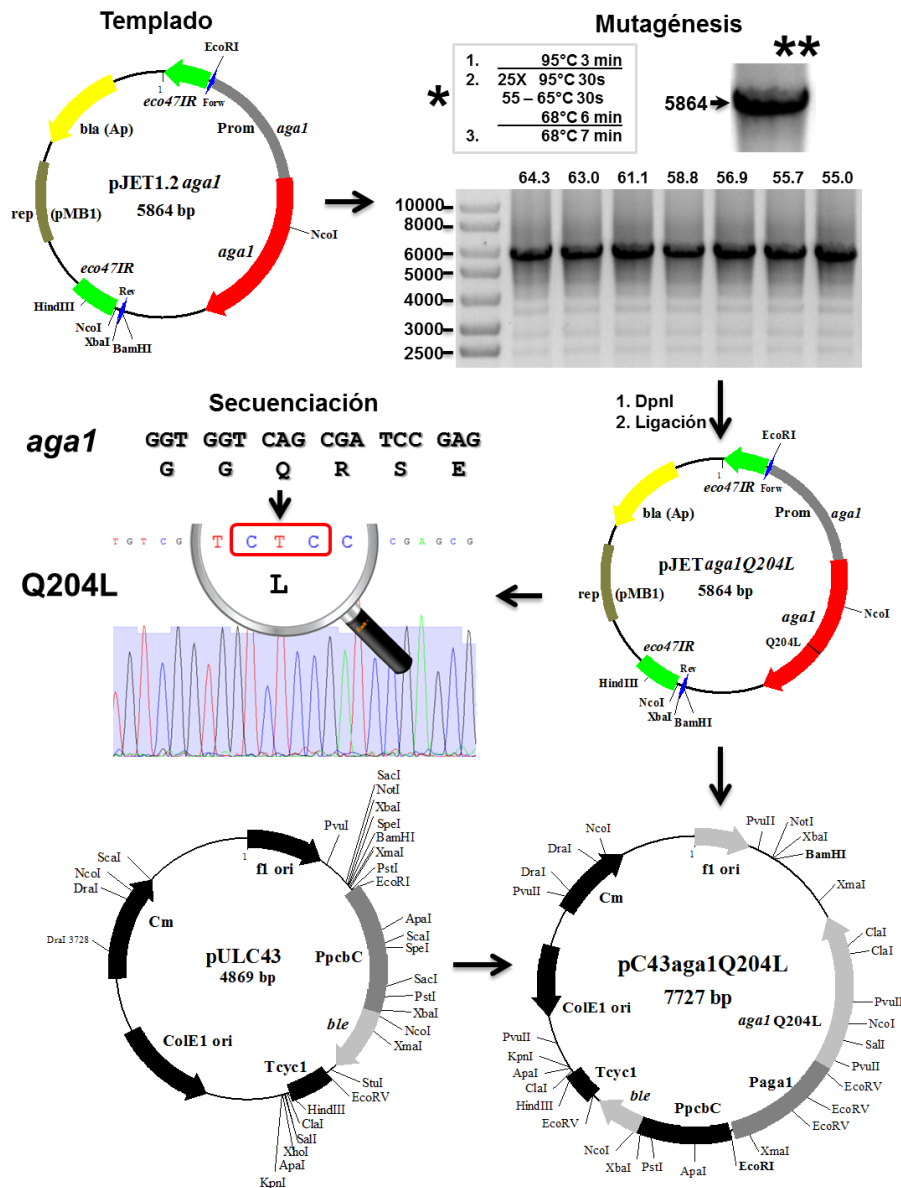 Templado
EcoRI
1
eco47IR
Forw
bla (Ap)
Prom
aga1
pJET1.2 aga1
5864 bp
rep (pMB1)
NcoI
aga1
eco47IR
HindIII
Rev
NcoI
XbaI
BamHI
Mutagénesis
*
1. 95°C 3 min
2. 25X 95°C 30s
55 – 65°C 30s
68°C 6 min
3. 68°C 7 min
**
5864
64.3 63.0 61.1 58.8 56.9 55.7 55.0
10000
8000
6000
5000
4000
3000
2500
1. DpnI
2. Ligación
Secuenciación
aga1
GGT GGT CAG CGA TCC GAG
G G Q R S E
T G T C G T C T C C C G A G C G
Q204L
L
EcoRI
1
eco47IR
Forw
bla (Ap)
Prom
aga1
pJETaga1Q204L
5864 bp
rep (pMB1)
NcoI
aga1
Q204L
eco47IR
HindIII
Rev
NcoI
XbaI
BamHI
SacI
NotI
XbaI
SpeI
BamHI
XmaI
PstI
EcoRI
PvuI
1
f1 ori
ScaI
NcoI
DraI
Cm
DraI 3728
pULC43
4869 bp
PpcbC
ApaI
ScaI
SpeI
SacI
PstI
XbaI
NcoI
XmaI
ble
ColE1 ori
Tcyc1
StuI
EcoRV
HindIII
ClaI
SalI
XhoI
ApaI
KpnI
PvuII
NotI
XbaI
BamHI
1
f1 ori
NcoI
DraI
DraI
PvuII
Cm
XmaI
ClaI
ClaI
pC43aga1Q204L
7727 bp
PvuII
aga1 Q204L
NcoI
SalI
PvuII
ColE1 ori
PvuII
KpnI
ApaI
ClaI
HindIII
EcoRV
Tcyc1
ble
Paga1
EcoRV
EcoRV
EcoRV
PpcbC
NcoI
XbaI
PstI
ApaI
EcoRI
XmaI